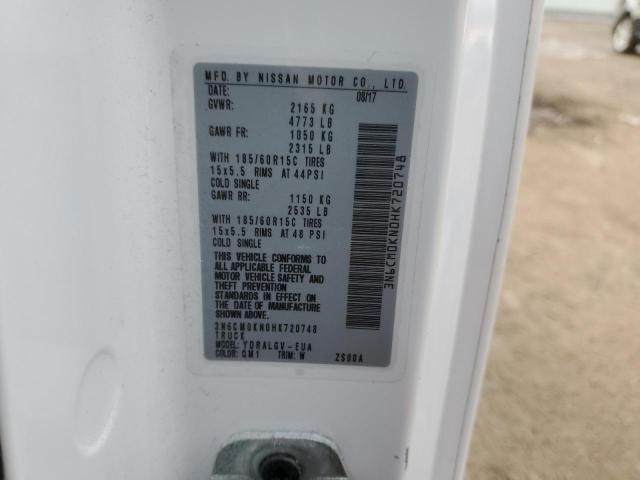 MFD. BY NISSAN MOTOR CO., LTD.
DATE: 08/17
GVWR: 2165 KG
4773 LB
GAWR FR: 1050 KG
2315 LB
WITH 185/60R15C TIRES
15x5.5 RIMS AT 44PSI
COLD SINGLE
GAWR RR: 1150 KG
2535 LB
WITH 185/60R15C TIRES
15x5.5 RIMS AT 48 PSI
COLD SINGLE
THIS VEHICLE CONFORMS TO
ALL APPLICABLE FEDERAL
MOTOR VEHICLE SAFETY AND
THEFT PREVENTION
STANDARDS IN EFFECT ON
THE DATE OF MANUFACTURE
SHOWN ABOVE.
3N6CM0KN0HK720748
TRUCK
MODEL: YDRALGV-EUA
COLOR: QM1 TRIM: W ZS00A
3N6CM0KN0HK720748